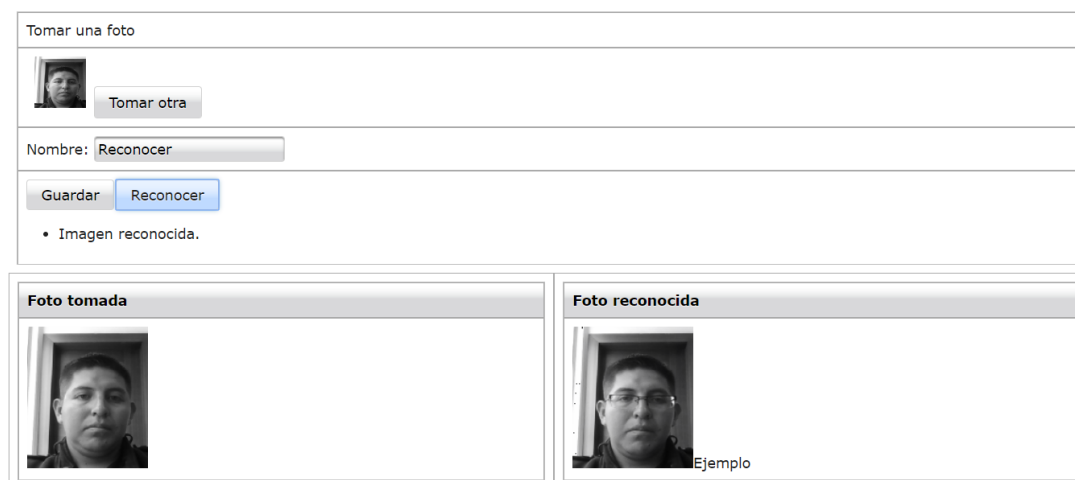 Tomar una foto
Tomar otra
Nombre: Reconocer
Guardar Reconocer
• Imagen reconocida.
Foto tomada
Foto reconocida
Ejemplo